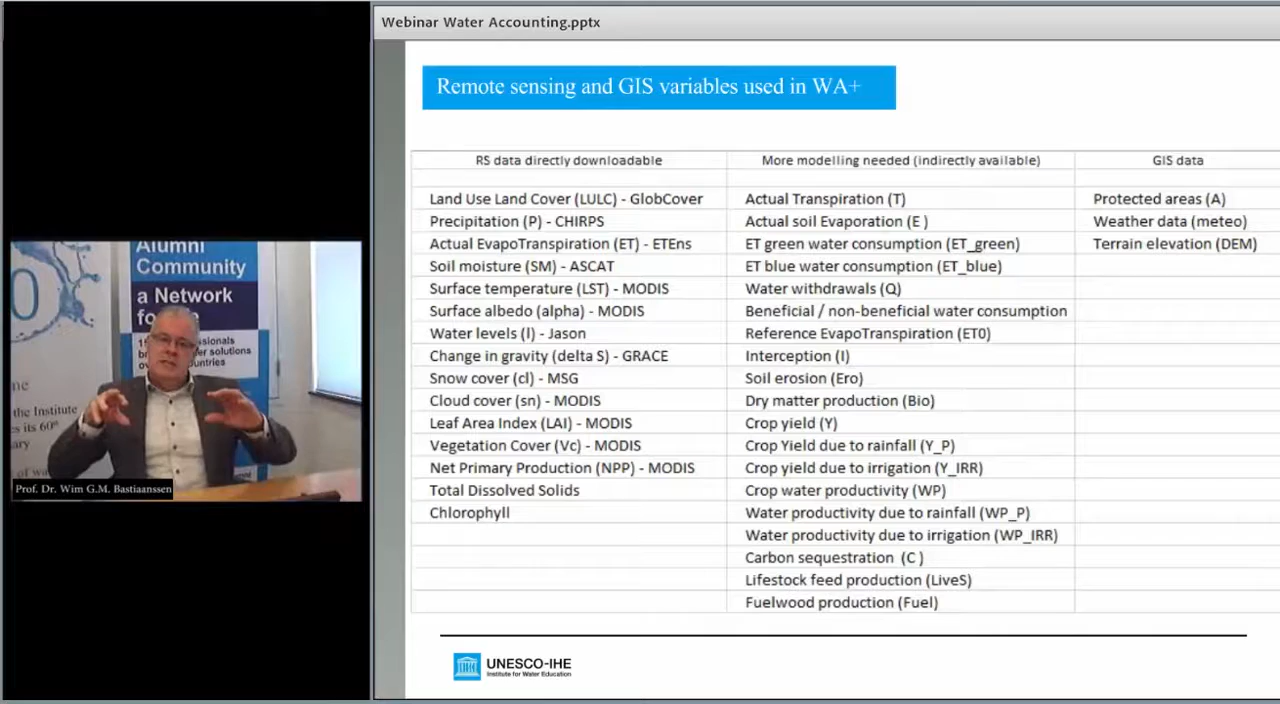 Webinar Water Accounting.pptx
Remote sensing and GIS variables used in WA+
RS data directly downloadable
More modelling needed (indirectly available)
GIS data
Land Use Land Cover (LULC) - GlobCover
Actual Transpiration (T)
Protected areas (A)
Precipitation (P) - CHIRPS
Actual soil Evaporation (E )
Weather data (meteo)
Actual EvapoTranspiration (ET) - ETEns
ET green water consumption (ET_green)
Terrain elevation (DEM)
Soil moisture (SM) - ASCAT
ET blue water consumption (ET_blue)
Surface temperature (LST) - MODIS
Water withdrawals (Q)
Surface albedo (alpha) - MODIS
Beneficial / non-beneficial water consumption
Water levels (l) - Jason
Reference EvapoTranspiration (ET0)
Change in gravity (delta S) - GRACE
Interception (I)
Snow cover (cl) - MSG
Soil erosion (Ero)
Cloud cover (sn) - MODIS
Dry matter production (Bio)
Leaf Area Index (LAI) - MODIS
Crop yield (Y)
Vegetation Cover (Vc) - MODIS
Crop Yield due to rainfall (Y_P)
Net Primary Production (NPP) - MODIS
Crop yield due to irrigation (Y_IRR)
Total Dissolved Solids
Crop water productivity (WP)
Chlorophyll
Water productivity due to rainfall (WP_P)
Water productivity due to irrigation (WP_IRR)
Carbon sequestration (C )
Lifestock feed production (LiveS)
Fuelwood production (Fuel)
UNESCO-IHE
Institute for Water Education
Alumni
Community
a Network
the Institute
its 60th
Prof. Dr. Wim G.M. Bastiaanssen